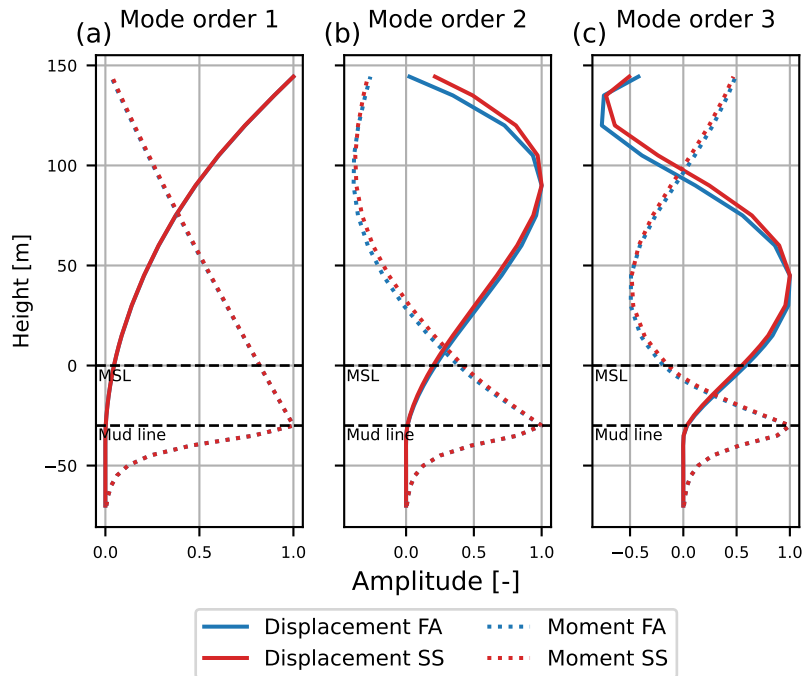 (a) Mode order 1
(b) Mode order 2
(c) Mode order 3
Height [m]
150
100
50
0
−50
MSL
Mud line
MSL
Mud line
MSL
Mud line
0.0 0.5 1.0
0.0 0.5 1.0
−0.5 0.0 0.5 1.0
Amplitude [-]
Displacement FA Moment FA
Displacement SS Moment SS